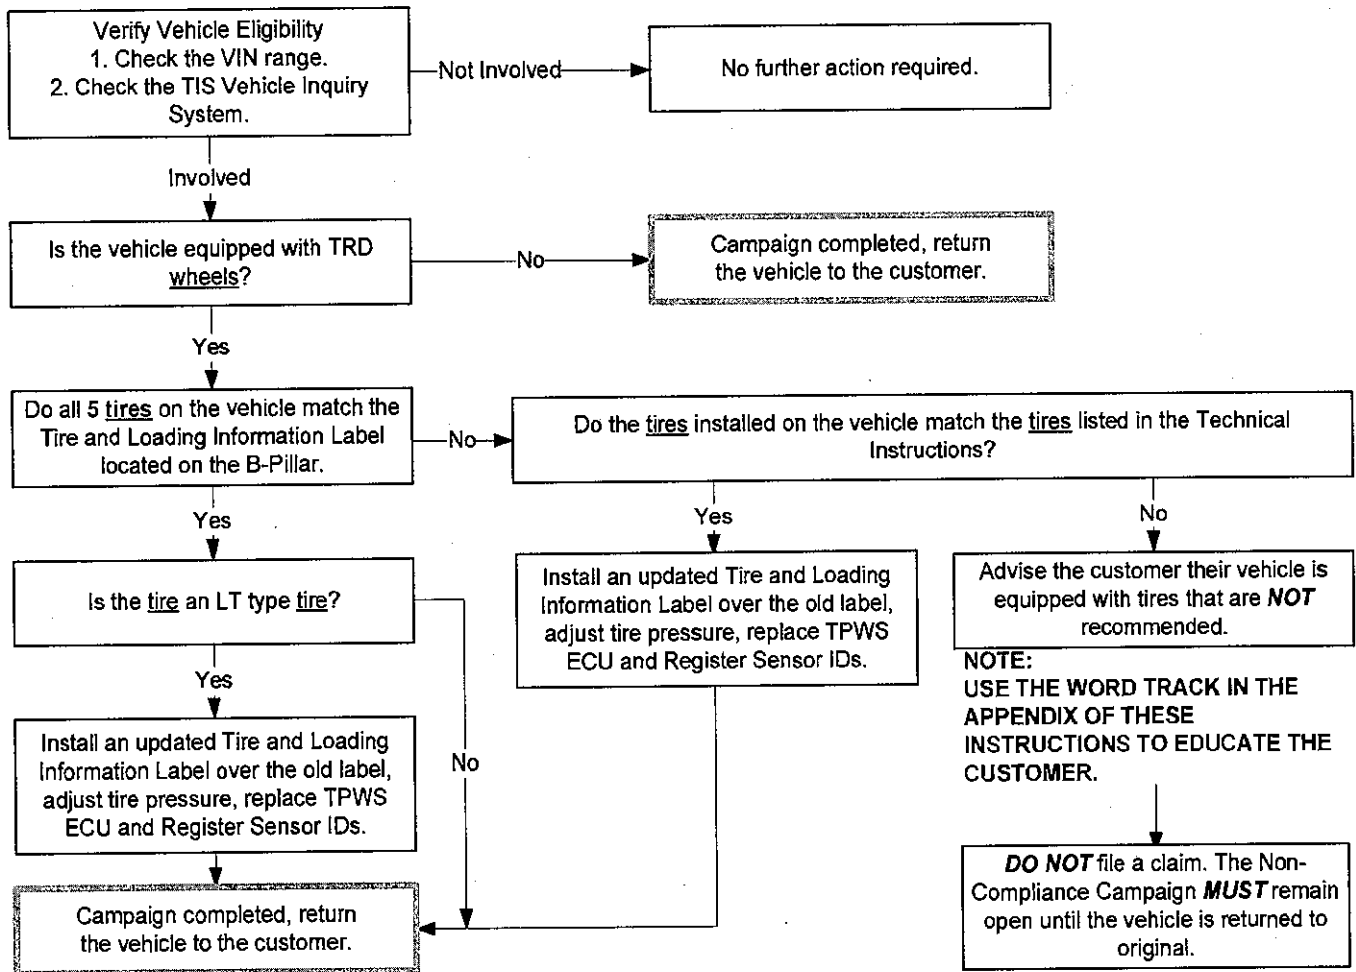 Verify Vehicle Eligibility
1. Check the VIN range.
2. Check the TIS Vehicle Inquiry
System.
Not Involved
No further action required.
Involved
Is the vehicle equipped with TRD
wheels?
No
Campaign completed, return
the vehicle to the customer.
Yes
Do all 5 tires on the vehicle match the
Tire and Loading Information Label
located on the B-Pillar.
No
Do the tires installed on the vehicle match the tires listed in the Technical
Instructions?
Yes
Yes
No
Is the tire an LT type tire?
Install an updated Tire and Loading
Information Label over the old label,
adjust tire pressure, replace TPWS
ECU and Register Sensor IDs.
Advise the customer their vehicle is
equipped with tires that are NOT
recommended.
NOTE:
USE THE WORD TRACK IN THE
APPENDIX OF THESE
INSTRUCTIONS TO EDUCATE THE
CUSTOMER.
Yes
No
Install an updated Tire and Loading
Information Label over the old label,
adjust tire pressure, replace TPWS
ECU and Register Sensor IDs.
DO NOT file a claim. The Non-
Compliance Campaign MUST remain
open until the vehicle is returned to
original.
Campaign completed, return
the vehicle to the customer.